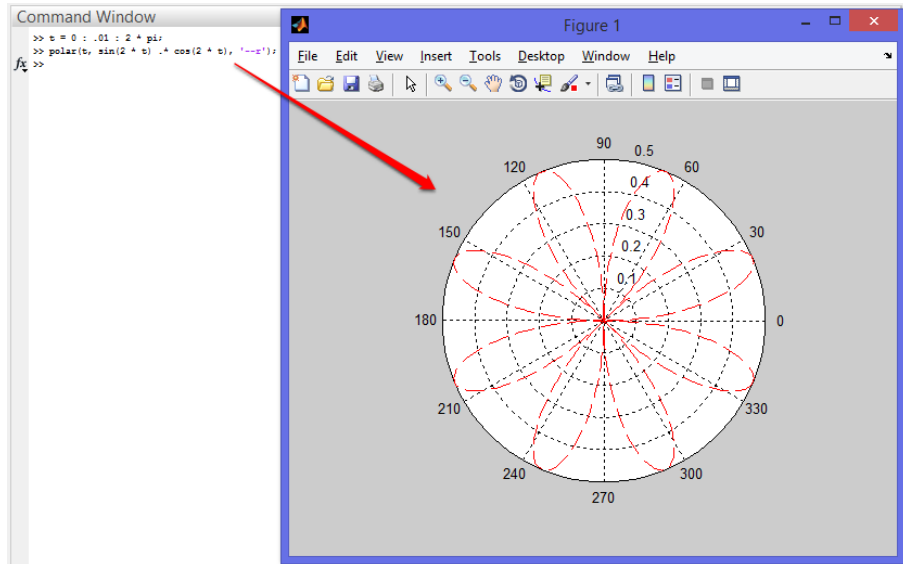 Command Window
>> t = 0 : .01 : 2 * pi;
>> polar(t, sin(2 * t) .* cos(2 * t), '--r');
fx >>
Figure 1
File Edit View Insert Tools Desktop Window Help
90
0.5
120
60
0.4
150
0.3
30
0.2
0.1
180
0
210
330
240
300
270